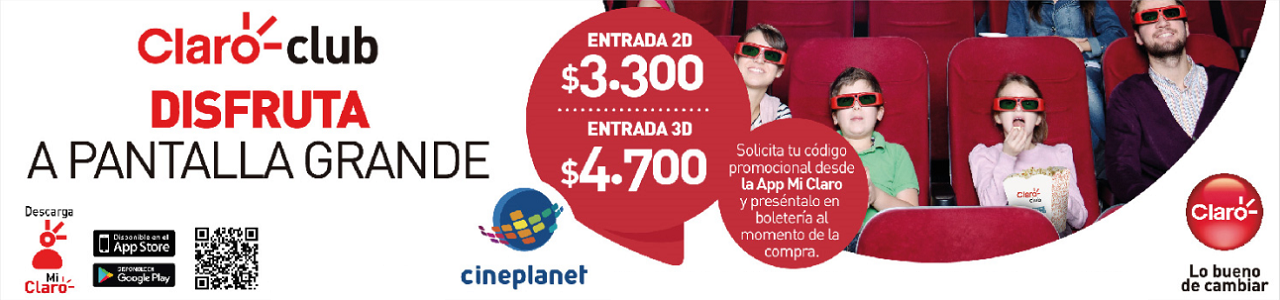 Claro-club
DISFRUTA
A PANTALLA GRANDE
Descarga
Mi
Claro-
Disponible en el
App Store
DISPONIBLE EN
Google Play
ENTRADA 2D
$3.300
ENTRADA 3D
$4.700
cineplanet
Solicita tu código
promocional desde
la App Mi Claro
y preséntalo en
boletería al
momento de la
compra.
Claro-
club
Claro-
Lo bueno
de cambiar